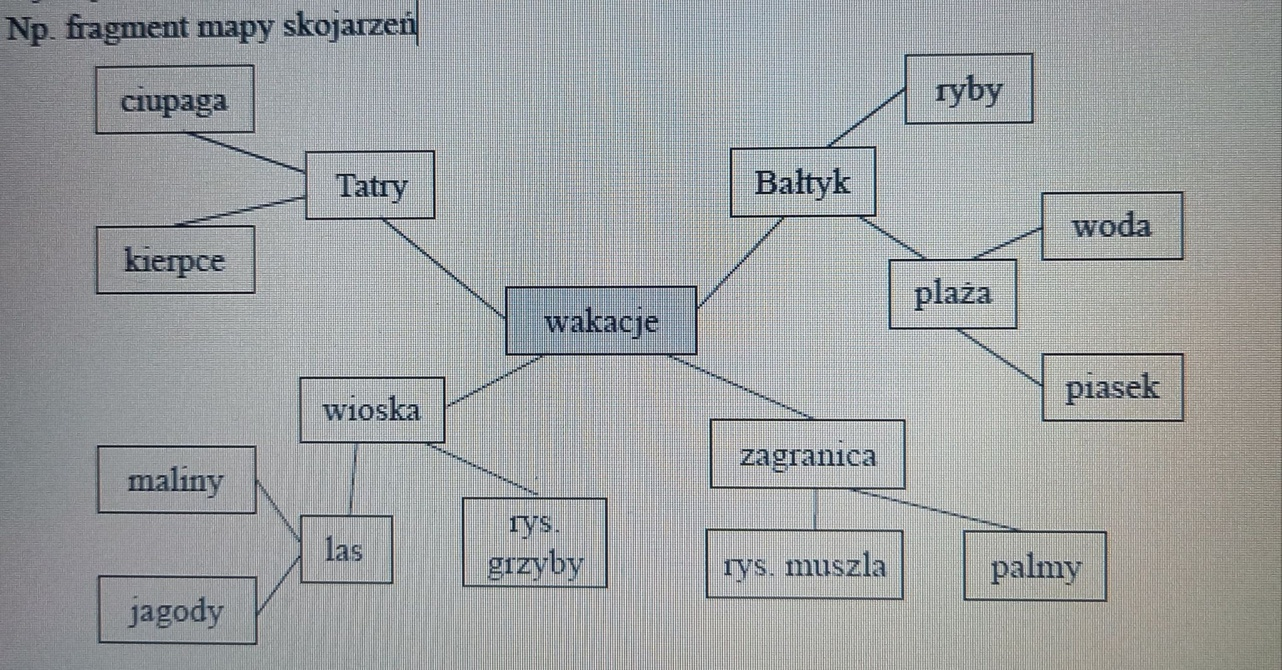 Np. fragment mapy skojarzeń
ciupaga
ryby
Tatry
Bałtyk
woda
kierpce
plaża
wakacje
piasek
wioska
zagranica
maliny
rys.
grzyby
las
rys. muszla
palmy
jagody